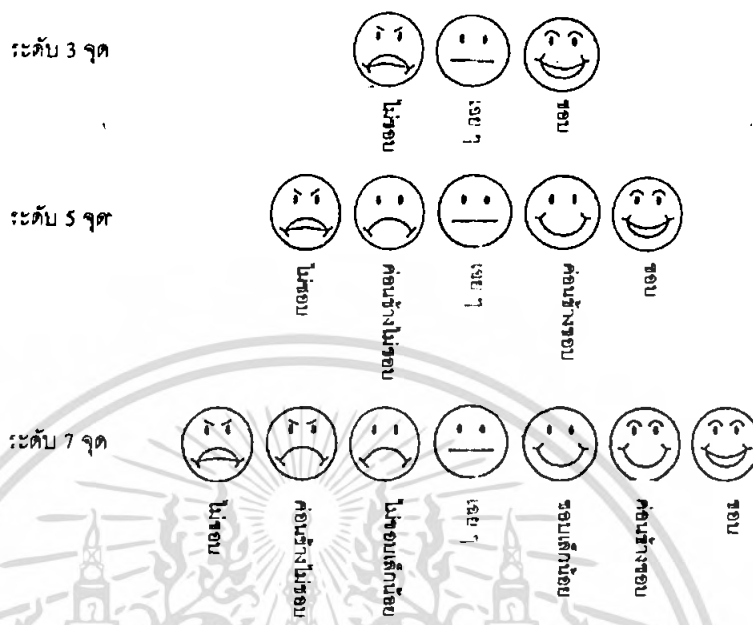 ระดับ 3 จุด
ไม่ชอบ
เฉย ๆ
ชอบ
ระดับ 5 จุด
ไม่ชอบ
ค่อนข้างไม่ชอบ
เฉย ๆ
ค่อนข้างชอบ
ชอบ
ระดับ 7 จุด
ไม่ชอบ
ค่อนข้างไม่ชอบ
ไม่ชอบเล็กน้อย
เฉย ๆ
ชอบเล็กน้อย
ค่อนข้างชอบ
ชอบ